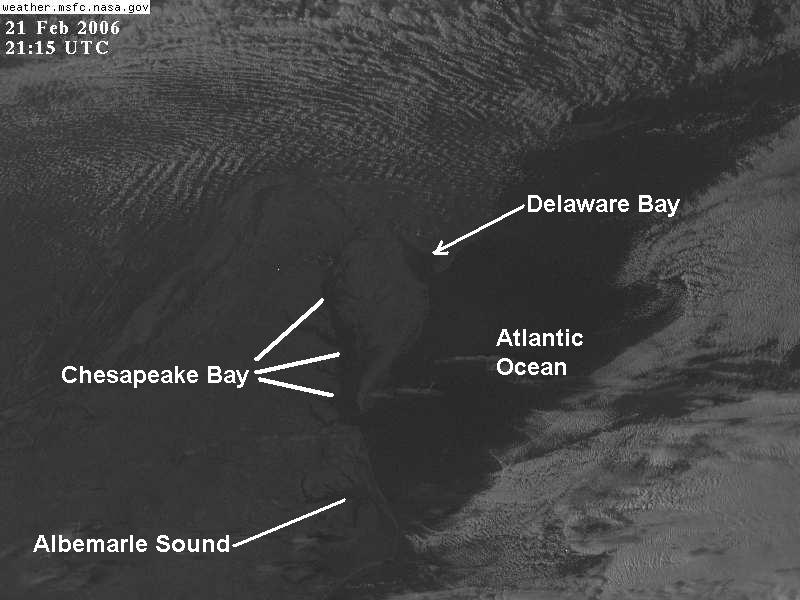 weather.msfc.nasa.gov
21 Feb 2006
21:15 UTC
Delaware Bay
Atlantic
Ocean
Chesapeake Bay
Albemarle Sound